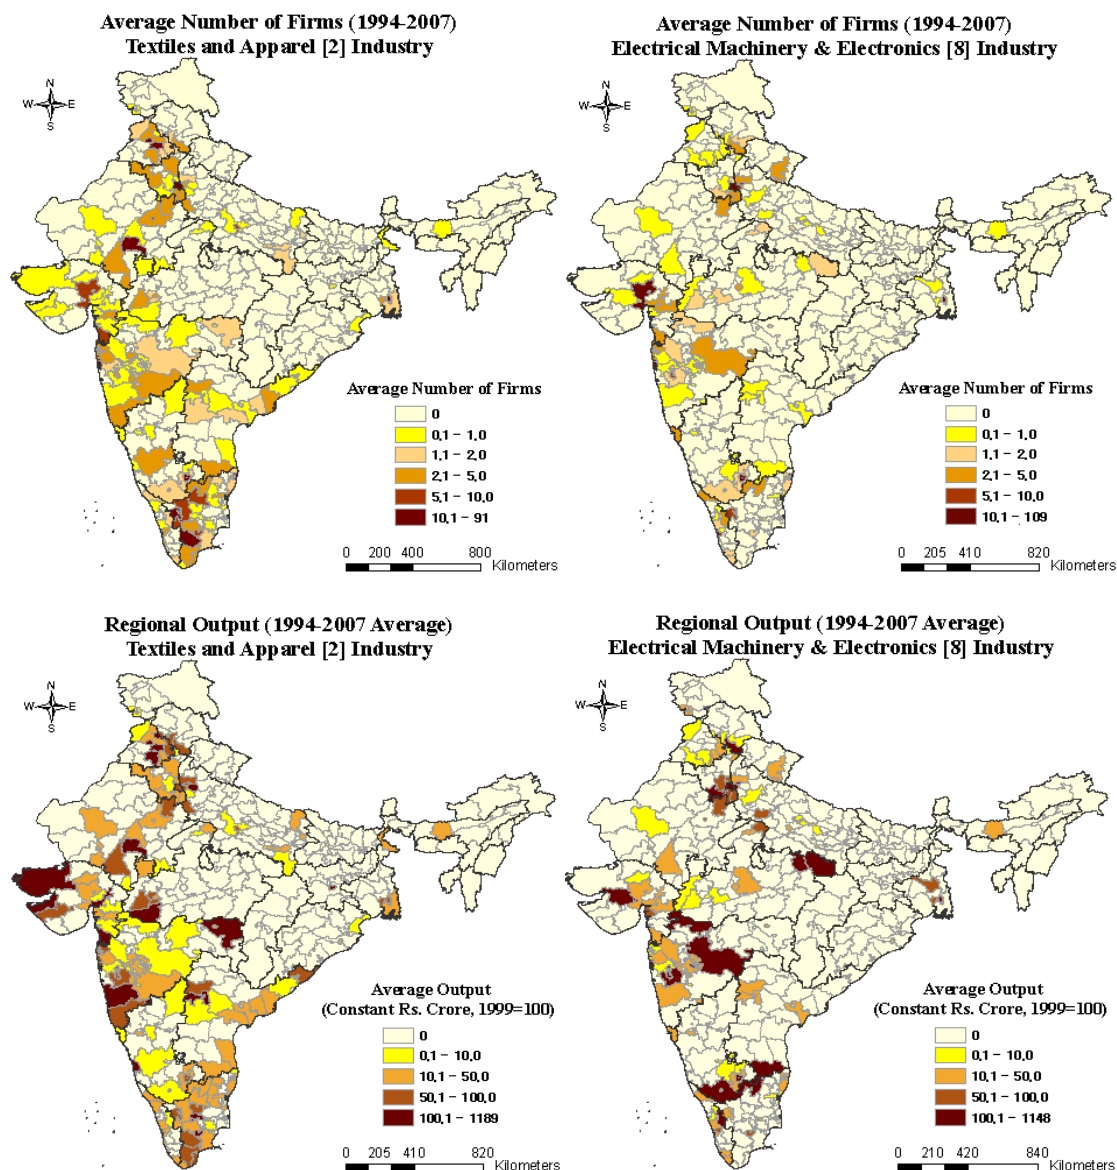 Average Number of Firms (1994-2007)
Textiles and Apparel [2] Industry
N
W E
S
Average Number of Firms
0
0,1 – 1,0
1,1 – 2,0
2,1 – 5,0
5,1 – 10,0
10,1 – 91
0 200 400 800
Kilometers
Average Number of Firms (1994-2007)
Electrical Machinery & Electronics [8] Industry
N
W E
S
Average Number of Firms
0
0,1 – 1,0
1,1 – 2,0
2,1 – 5,0
5,1 – 10,0
10,1 – 109
0 205 410 820
Kilometers
Regional Output (1994-2007 Average)
Textiles and Apparel [2] Industry
N
W E
S
Average Output
(Constant Rs. Crore, 1999=100)
0
0,1 – 10,0
10,1 – 50,0
50,1 – 100,0
100,1 – 1189
0 205 410 820
Kilometers
Regional Output (1994-2007 Average)
Electrical Machinery & Electronics [8] Industry
N
W E
S
Average Output
(Constant Rs. Crore, 1999=100)
0
0,1 – 10,0
10,1 – 50,0
50,1 – 100,0
100,1 – 1148
0 210 420 840
Kilometers